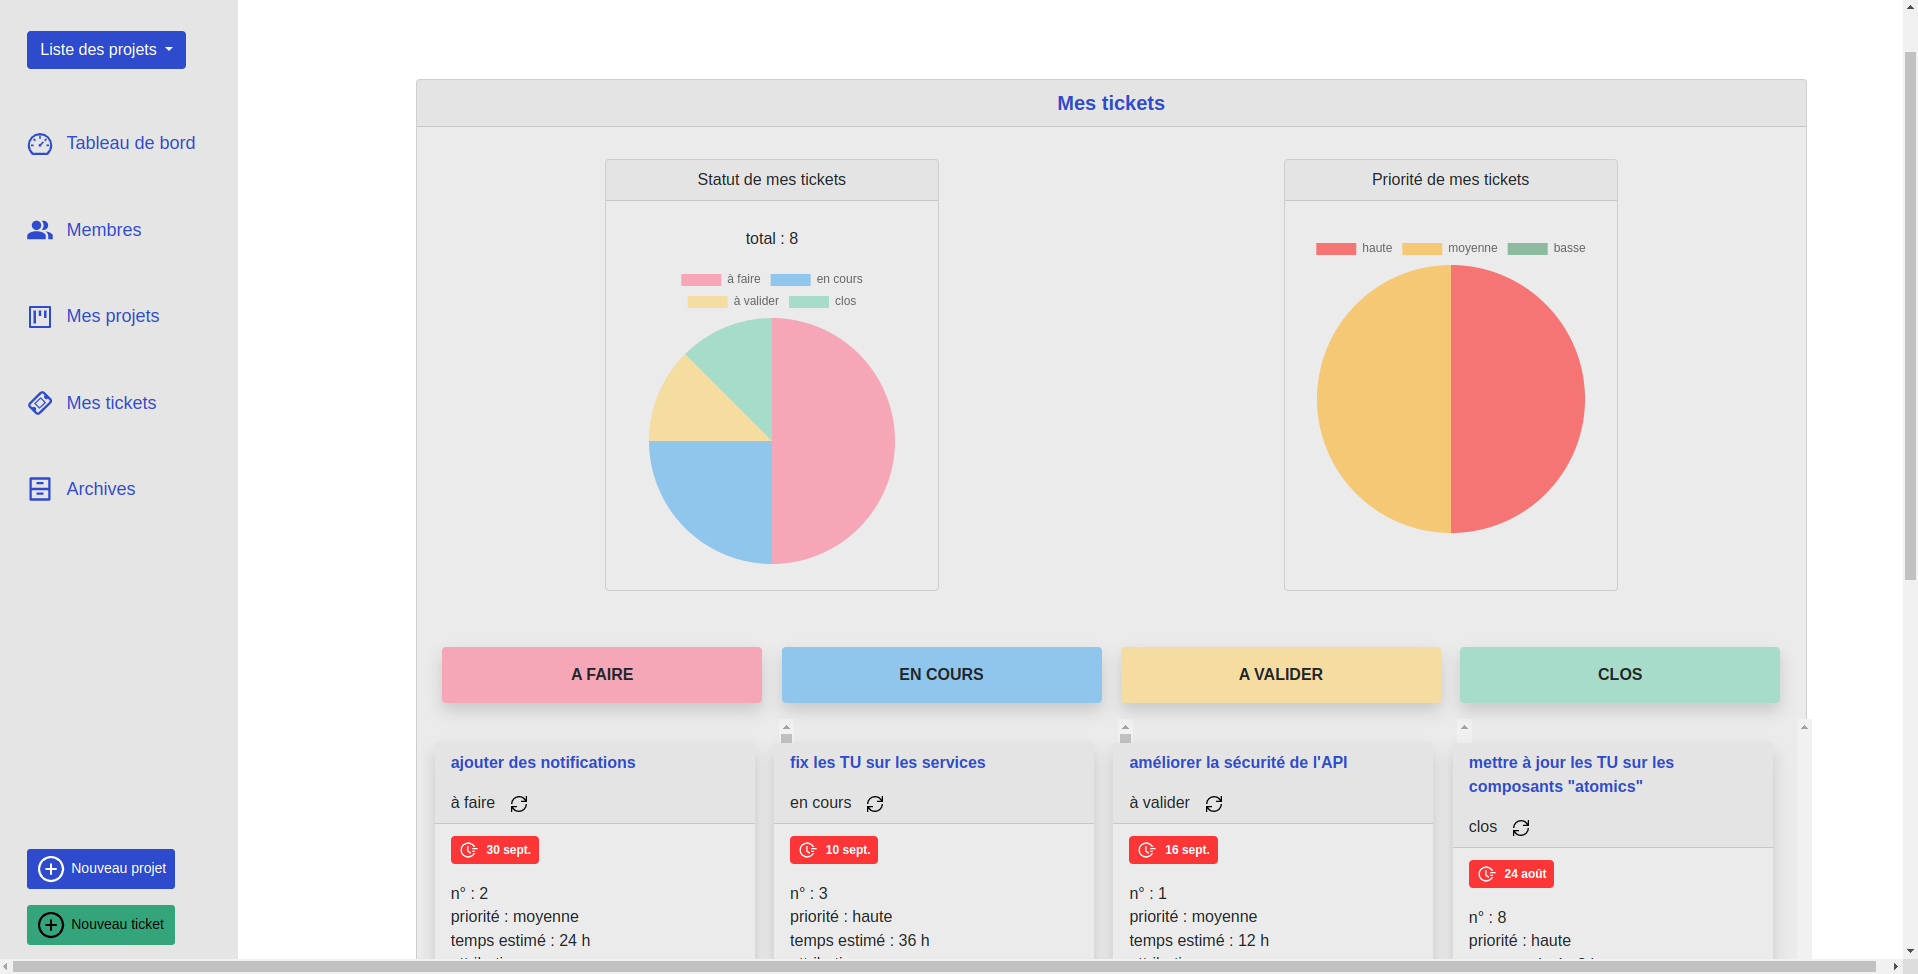 Liste des projets
Tableau de bord
Membres
Mes projets
Mes tickets
Archives
Nouveau projet
Nouveau ticket
Mes tickets
Statut de mes tickets
total : 8
à faire en cours
à valider clos
Priorité de mes tickets
haute moyenne basse
A FAIRE
EN COURS
A VALIDER
CLOS
ajouter des notifications
à faire
30 sept.
n° : 2
priorité : moyenne
temps estimé : 24 h
fix les TU sur les services
en cours
10 sept.
n° : 3
priorité : haute
temps estimé : 36 h
améliorer la sécurité de l'API
à valider
16 sept.
n° : 1
priorité : moyenne
temps estimé : 12 h
mettre à jour les TU sur les
composants "atomics"
clos
24 août
n° : 8
priorité : haute